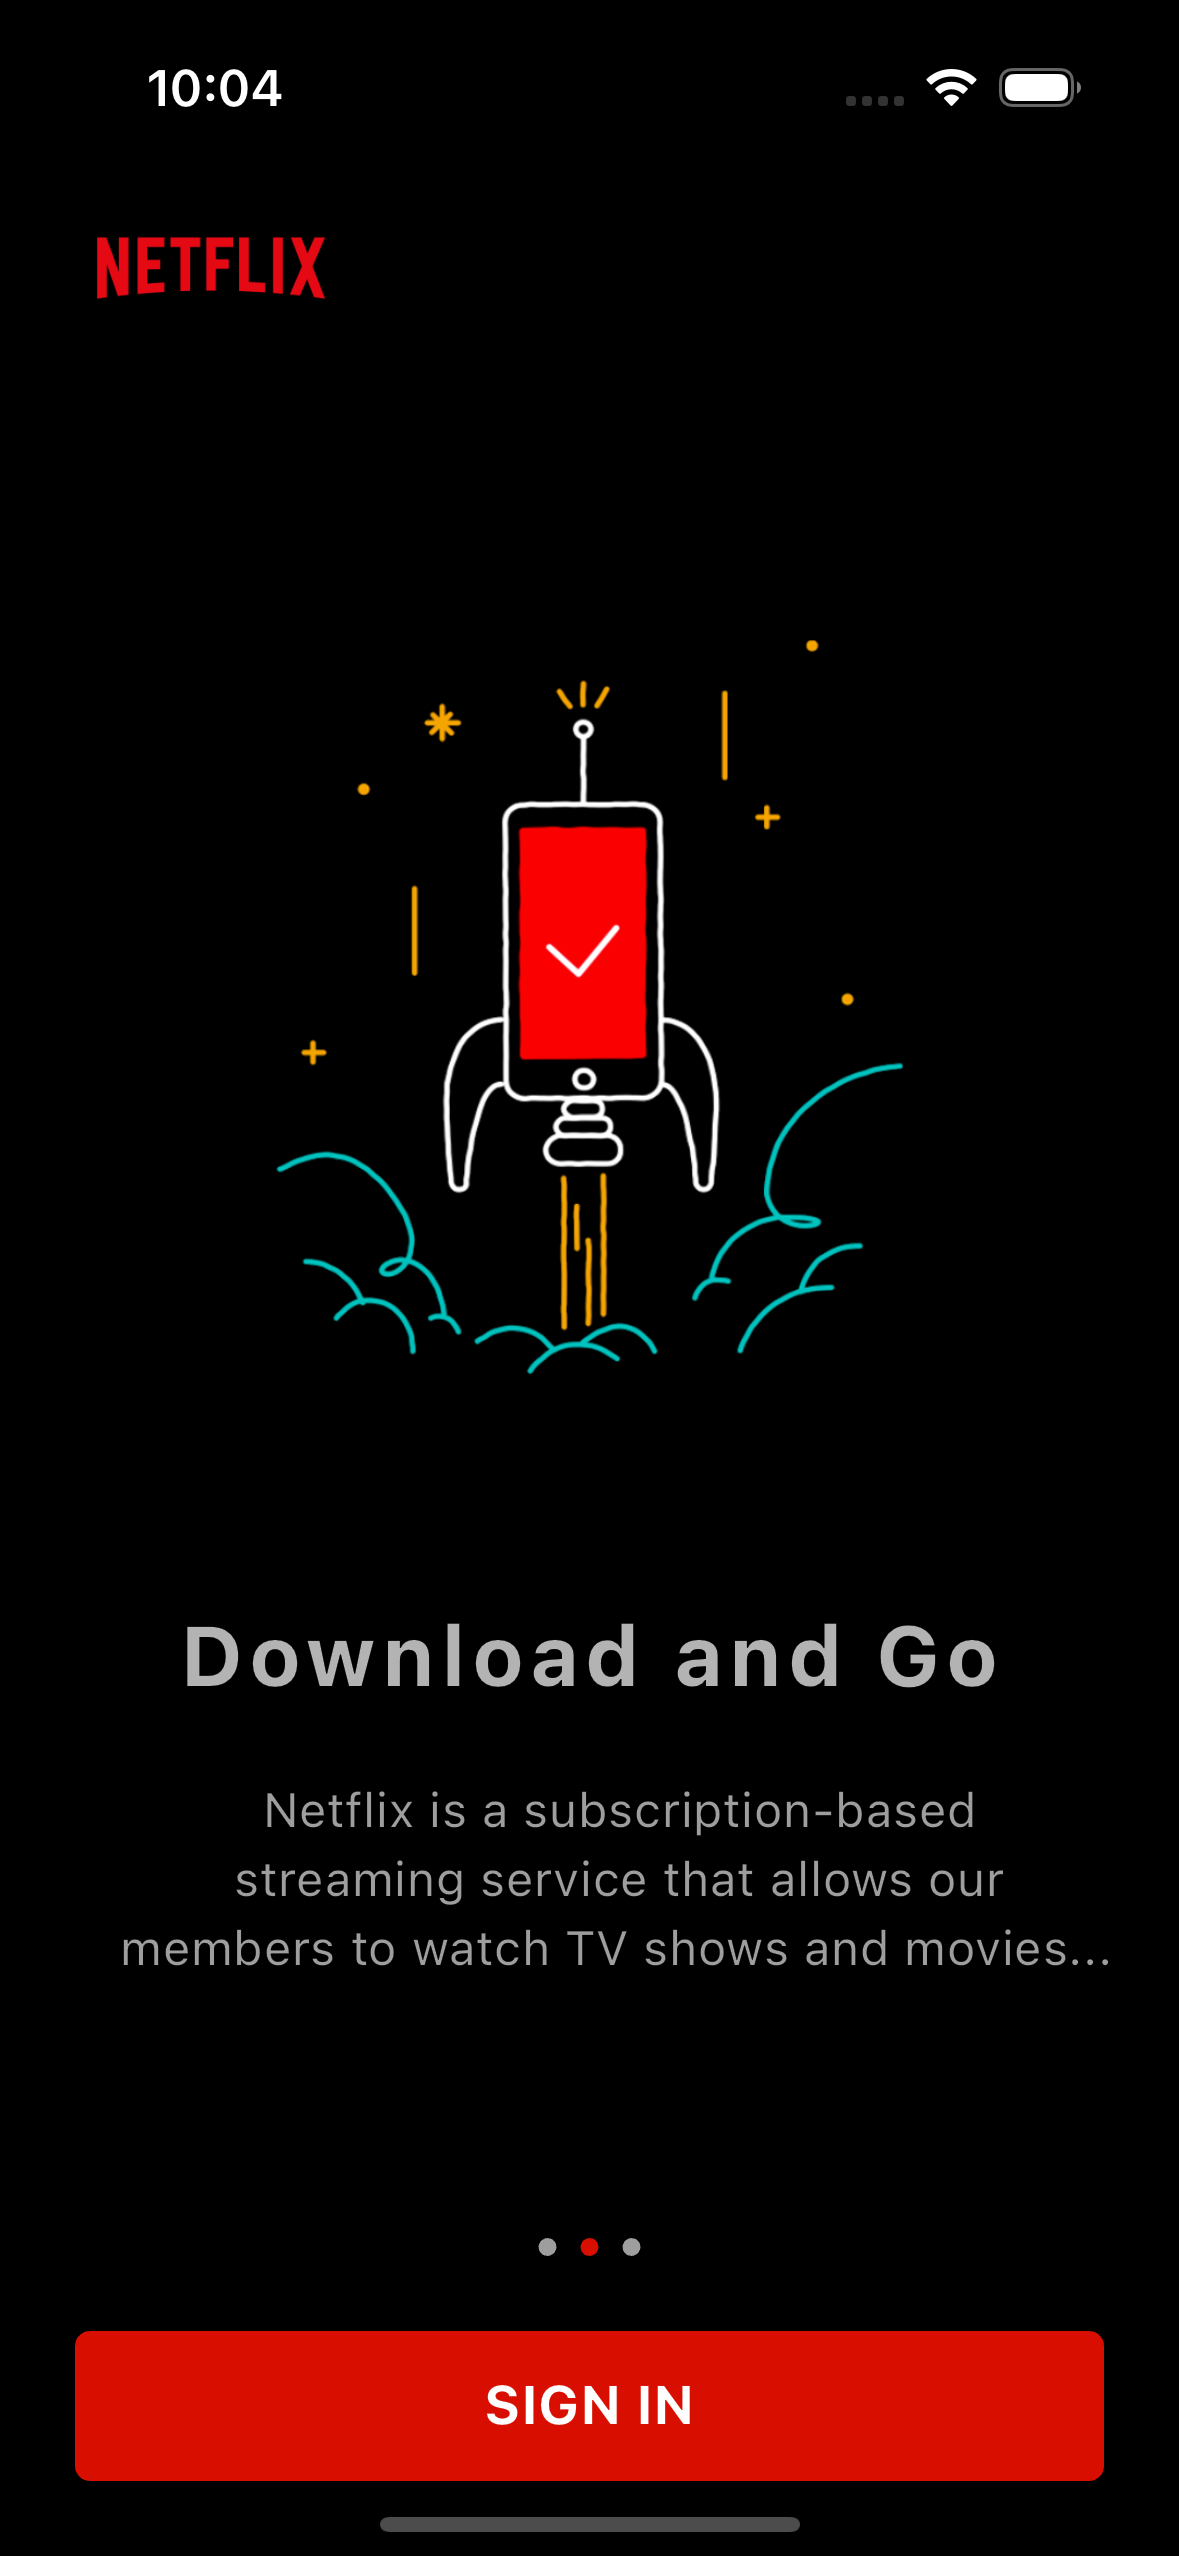 10:04
NETFLIX
Download and Go
Netflix is a subscription-based
streaming service that allows our
members to watch TV shows and movies...
SIGN IN